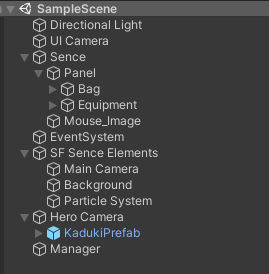 SampleScene
Directional Light
UI Camera
Sence
Panel
Bag
Equipment
Mouse_Image
EventSystem
SF Sence Elements
Main Camera
Background
Particle System
Hero Camera
KadukiPrefab
Manager